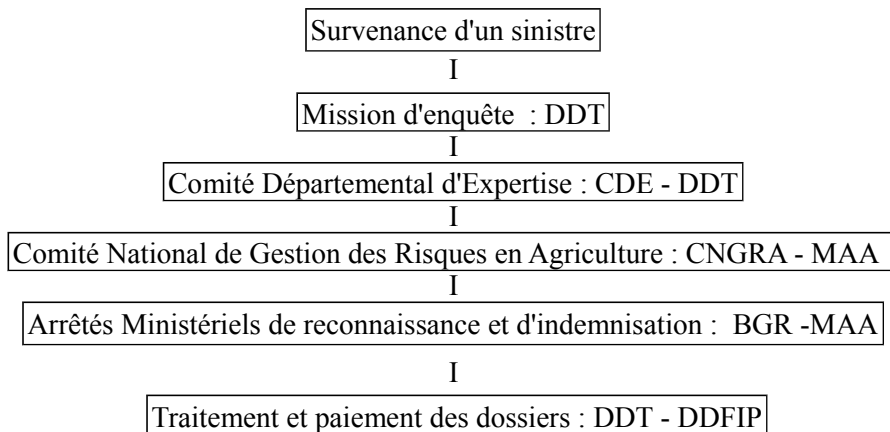 Survenance d'un sinistre
I
Mission d'enquête : DDT
I
Comité Départemental d'Expertise : CDE - DDT
I
Comité National de Gestion des Risques en Agriculture : CNGRA - MAA
I
Arrêtés Ministériels de reconnaissance et d'indemnisation : BGR -MAA
I
Traitement et paiement des dossiers : DDT - DDFIP